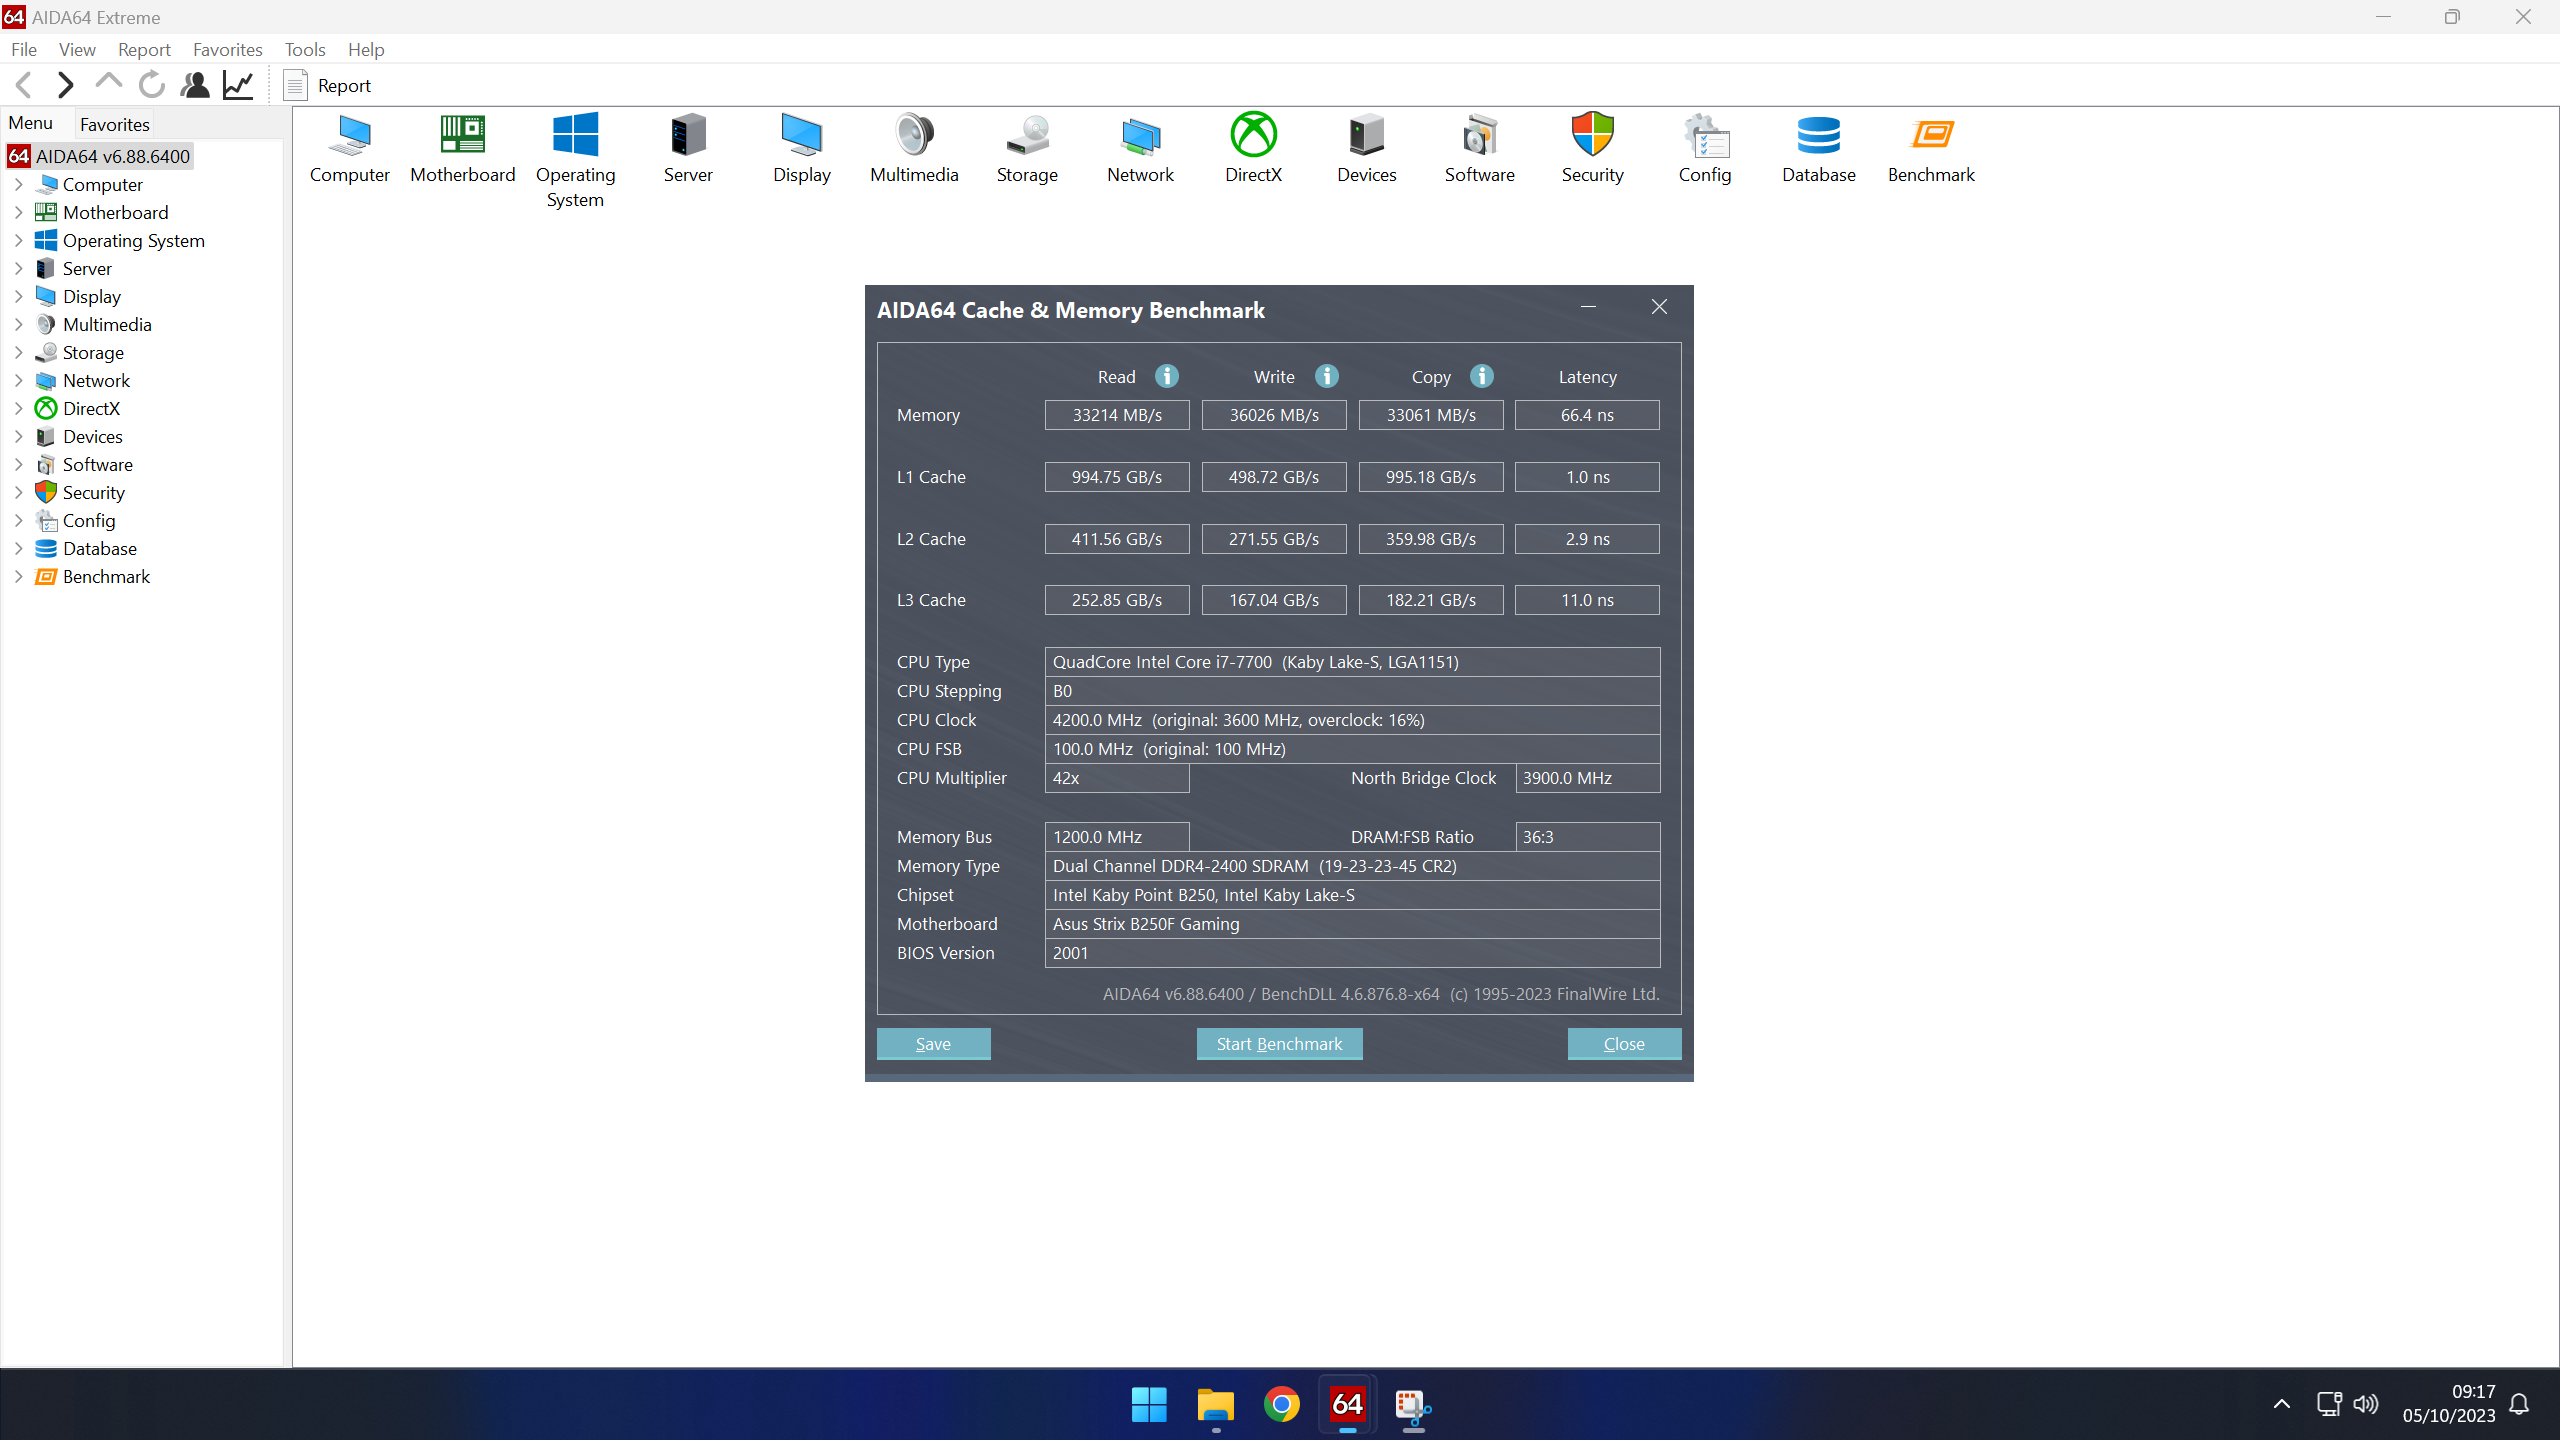 64 AIDA64 Extreme
File View Report Favorites Tools Help
Report
Menu Favorites
64 AIDA64 v6.88.6400
Computer
Motherboard
Operating System
Server
Display
Multimedia
Storage
Network
DirectX
Devices
Software
Security
Config
Database
Benchmark
Computer Motherboard Operating System Server Display Multimedia Storage Network DirectX Devices Software Security Config Database Benchmark
AIDA64 Cache & Memory Benchmark
Read Write Copy Latency
Memory 33214 MB/s 36026 MB/s 33061 MB/s 66.4 ns
L1 Cache 994.75 GB/s 498.72 GB/s 995.18 GB/s 1.0 ns
L2 Cache 411.56 GB/s 271.55 GB/s 359.98 GB/s 2.9 ns
L3 Cache 252.85 GB/s 167.04 GB/s 182.21 GB/s 11.0 ns
CPU Type QuadCore Intel Core i7-7700 (Kaby Lake-S, LGA1151)
CPU Stepping B0
CPU Clock 4200.0 MHz (original: 3600 MHz, overclock: 16%)
CPU FSB 100.0 MHz (original: 100 MHz)
CPU Multiplier 42x North Bridge Clock 3900.0 MHz
Memory Bus 1200.0 MHz DRAM:FSB Ratio 36:3
Memory Type Dual Channel DDR4-2400 SDRAM (19-23-23-45 CR2)
Chipset Intel Kaby Point B250, Intel Kaby Lake-S
Motherboard Asus Strix B250F Gaming
BIOS Version 2001
AIDA64 v6.88.6400 / BenchDLL 4.6.876.8-x64 (c) 1995-2023 FinalWire Ltd.
Save Start Benchmark Close
64
09:17
05/10/2023